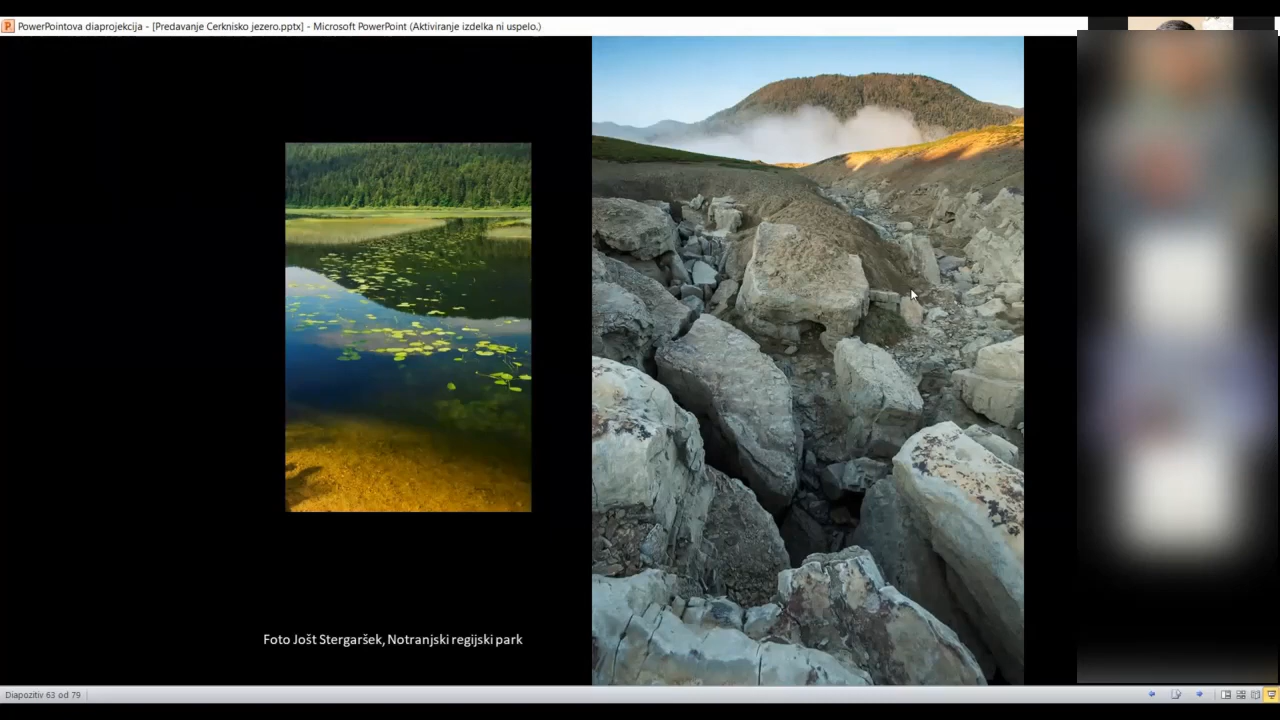 PowerPointova diaprojekcija - [Predavanje Cerknisko jezero.pptx] - Microsoft PowerPoint (Aktiviranje izdelka ni uspelo.)
Foto Jošt Stergaršek, Notranjski regijski park
Diapozitiv 63 od 79